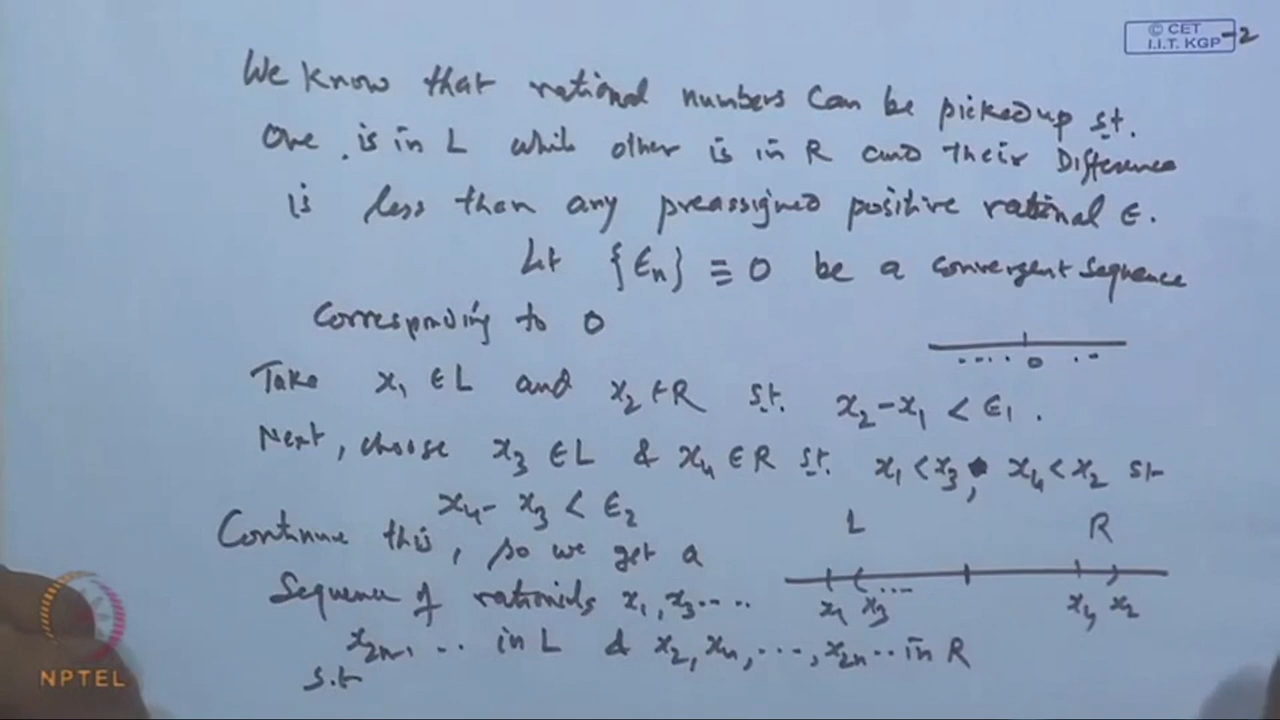 © CET
I.I.T. KGP
-2
We know that rational numbers can be picked up s.t.
One is in L while other is in R and their Difference
is less than any preassigned positive rational ϵ.
Let {ϵn} ≡ 0 be a convergent sequence
Corresponding to 0
0
Take x₁ ∈ L and x₂ ∈ R s.t. x₂-x₁ < ϵ₁.
Next, choose x₃ ∈ L & x₄ ∈ R s.t. x₁ < x₃, x₄ < x₂ st
x₄- x₃ < ϵ₂
L R
Continue this, so we get a
x₁ x₃ .... x₄ x₂
Sequence of rationals x₁, x₃....
x₂ₙ₋₁ ... in L & x₂, x₄, ...., x₂ₙ .. in R
s.t
NPTEL